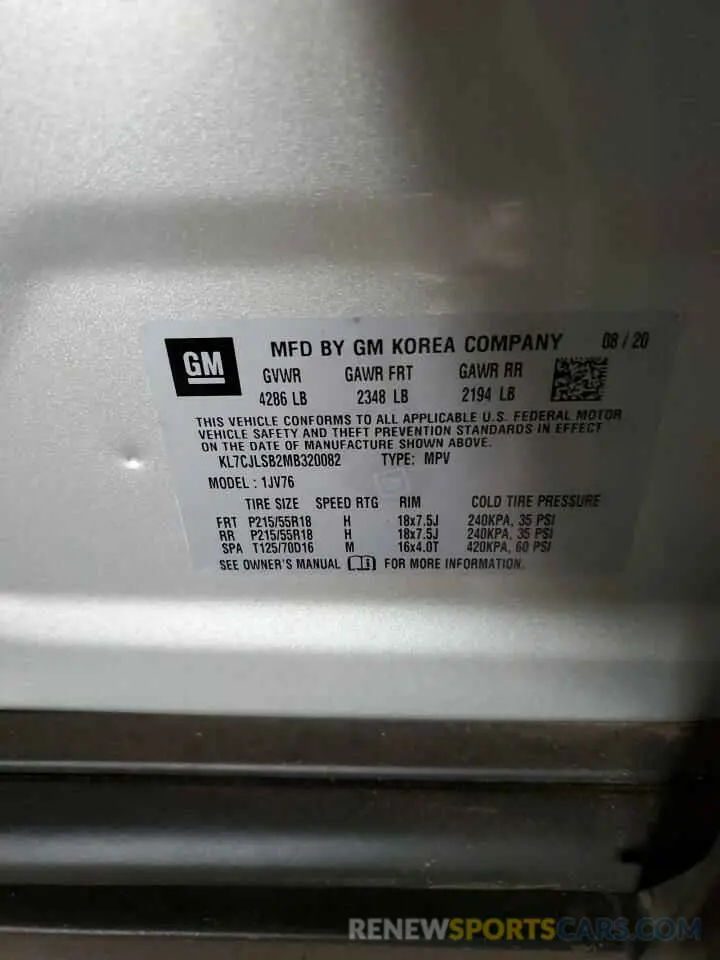 GM MFD BY GM KOREA COMPANY 08 / 20
GVWR GAWR FRT GAWR RR
4286 LB 2348 LB 2194 LB
THIS VEHICLE CONFORMS TO ALL APPLICABLE U.S. FEDERAL MOTOR
VEHICLE SAFETY AND THEFT PREVENTION STANDARDS IN EFFECT
ON THE DATE OF MANUFACTURE SHOWN ABOVE.
KL7CJLSB2MB320082 TYPE: MPV
MODEL : 1JV76
TIRE SIZE SPEED RTG RIM COLD TIRE PRESSURE
FRT P215/55R18 H 18x7.5J 240KPA, 35 PSI
RR P215/55R18 H 18x7.5J 240KPA, 35 PSI
SPA T125/70D16 M 16x4.0T 420KPA, 60 PSI
SEE OWNER'S MANUAL FOR MORE INFORMATION.
RENEWSPORTSCARS.COM